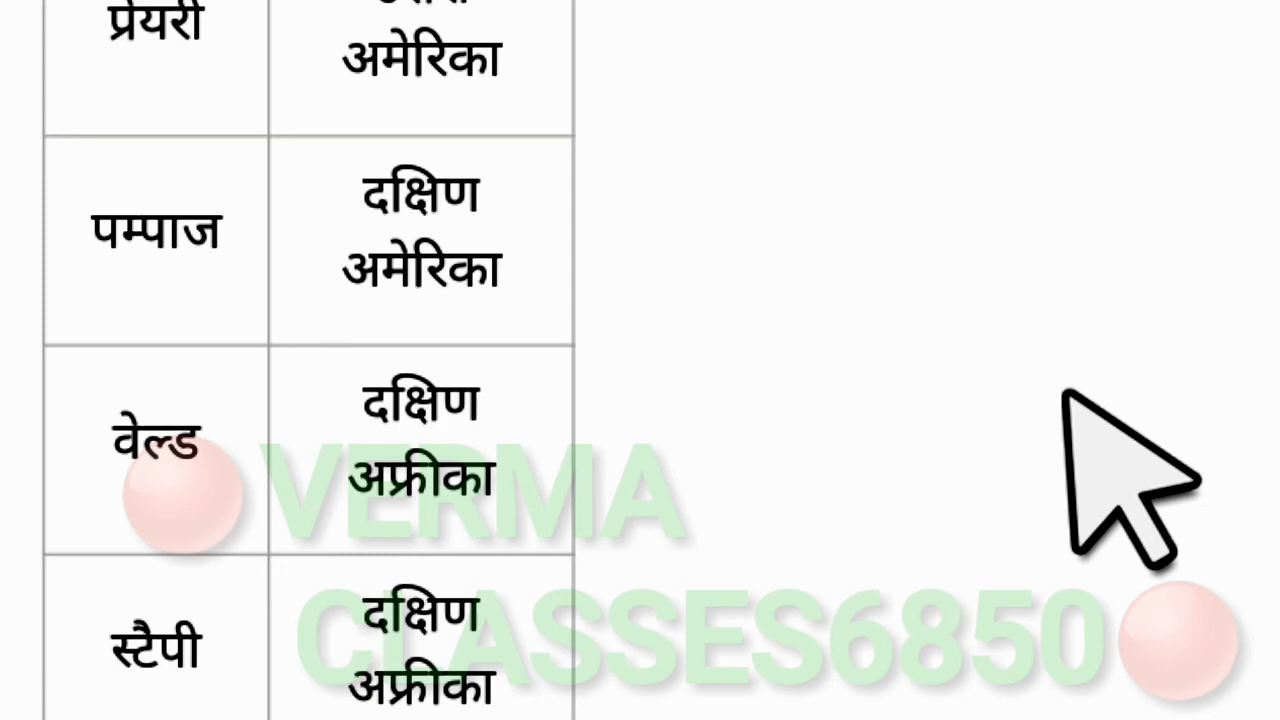 प्रेयरी
अमेरिका
पम्पाज
दक्षिण
अमेरिका
वेल्ड
दक्षिण
अफ्रीका
स्टैपी
दक्षिण
अफ्रीका
VERMA
CLASSES6850